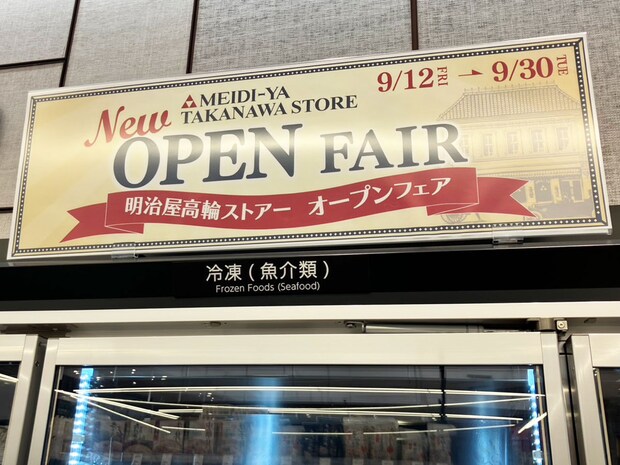 New
MEIDI-YA
TAKANAWA STORE
9/12 FRI → 9/30 TUE
OPEN FAIR
明治屋高輪ストアー オープンフェア
冷凍(魚介類)
Frozen Foods (Seafood)